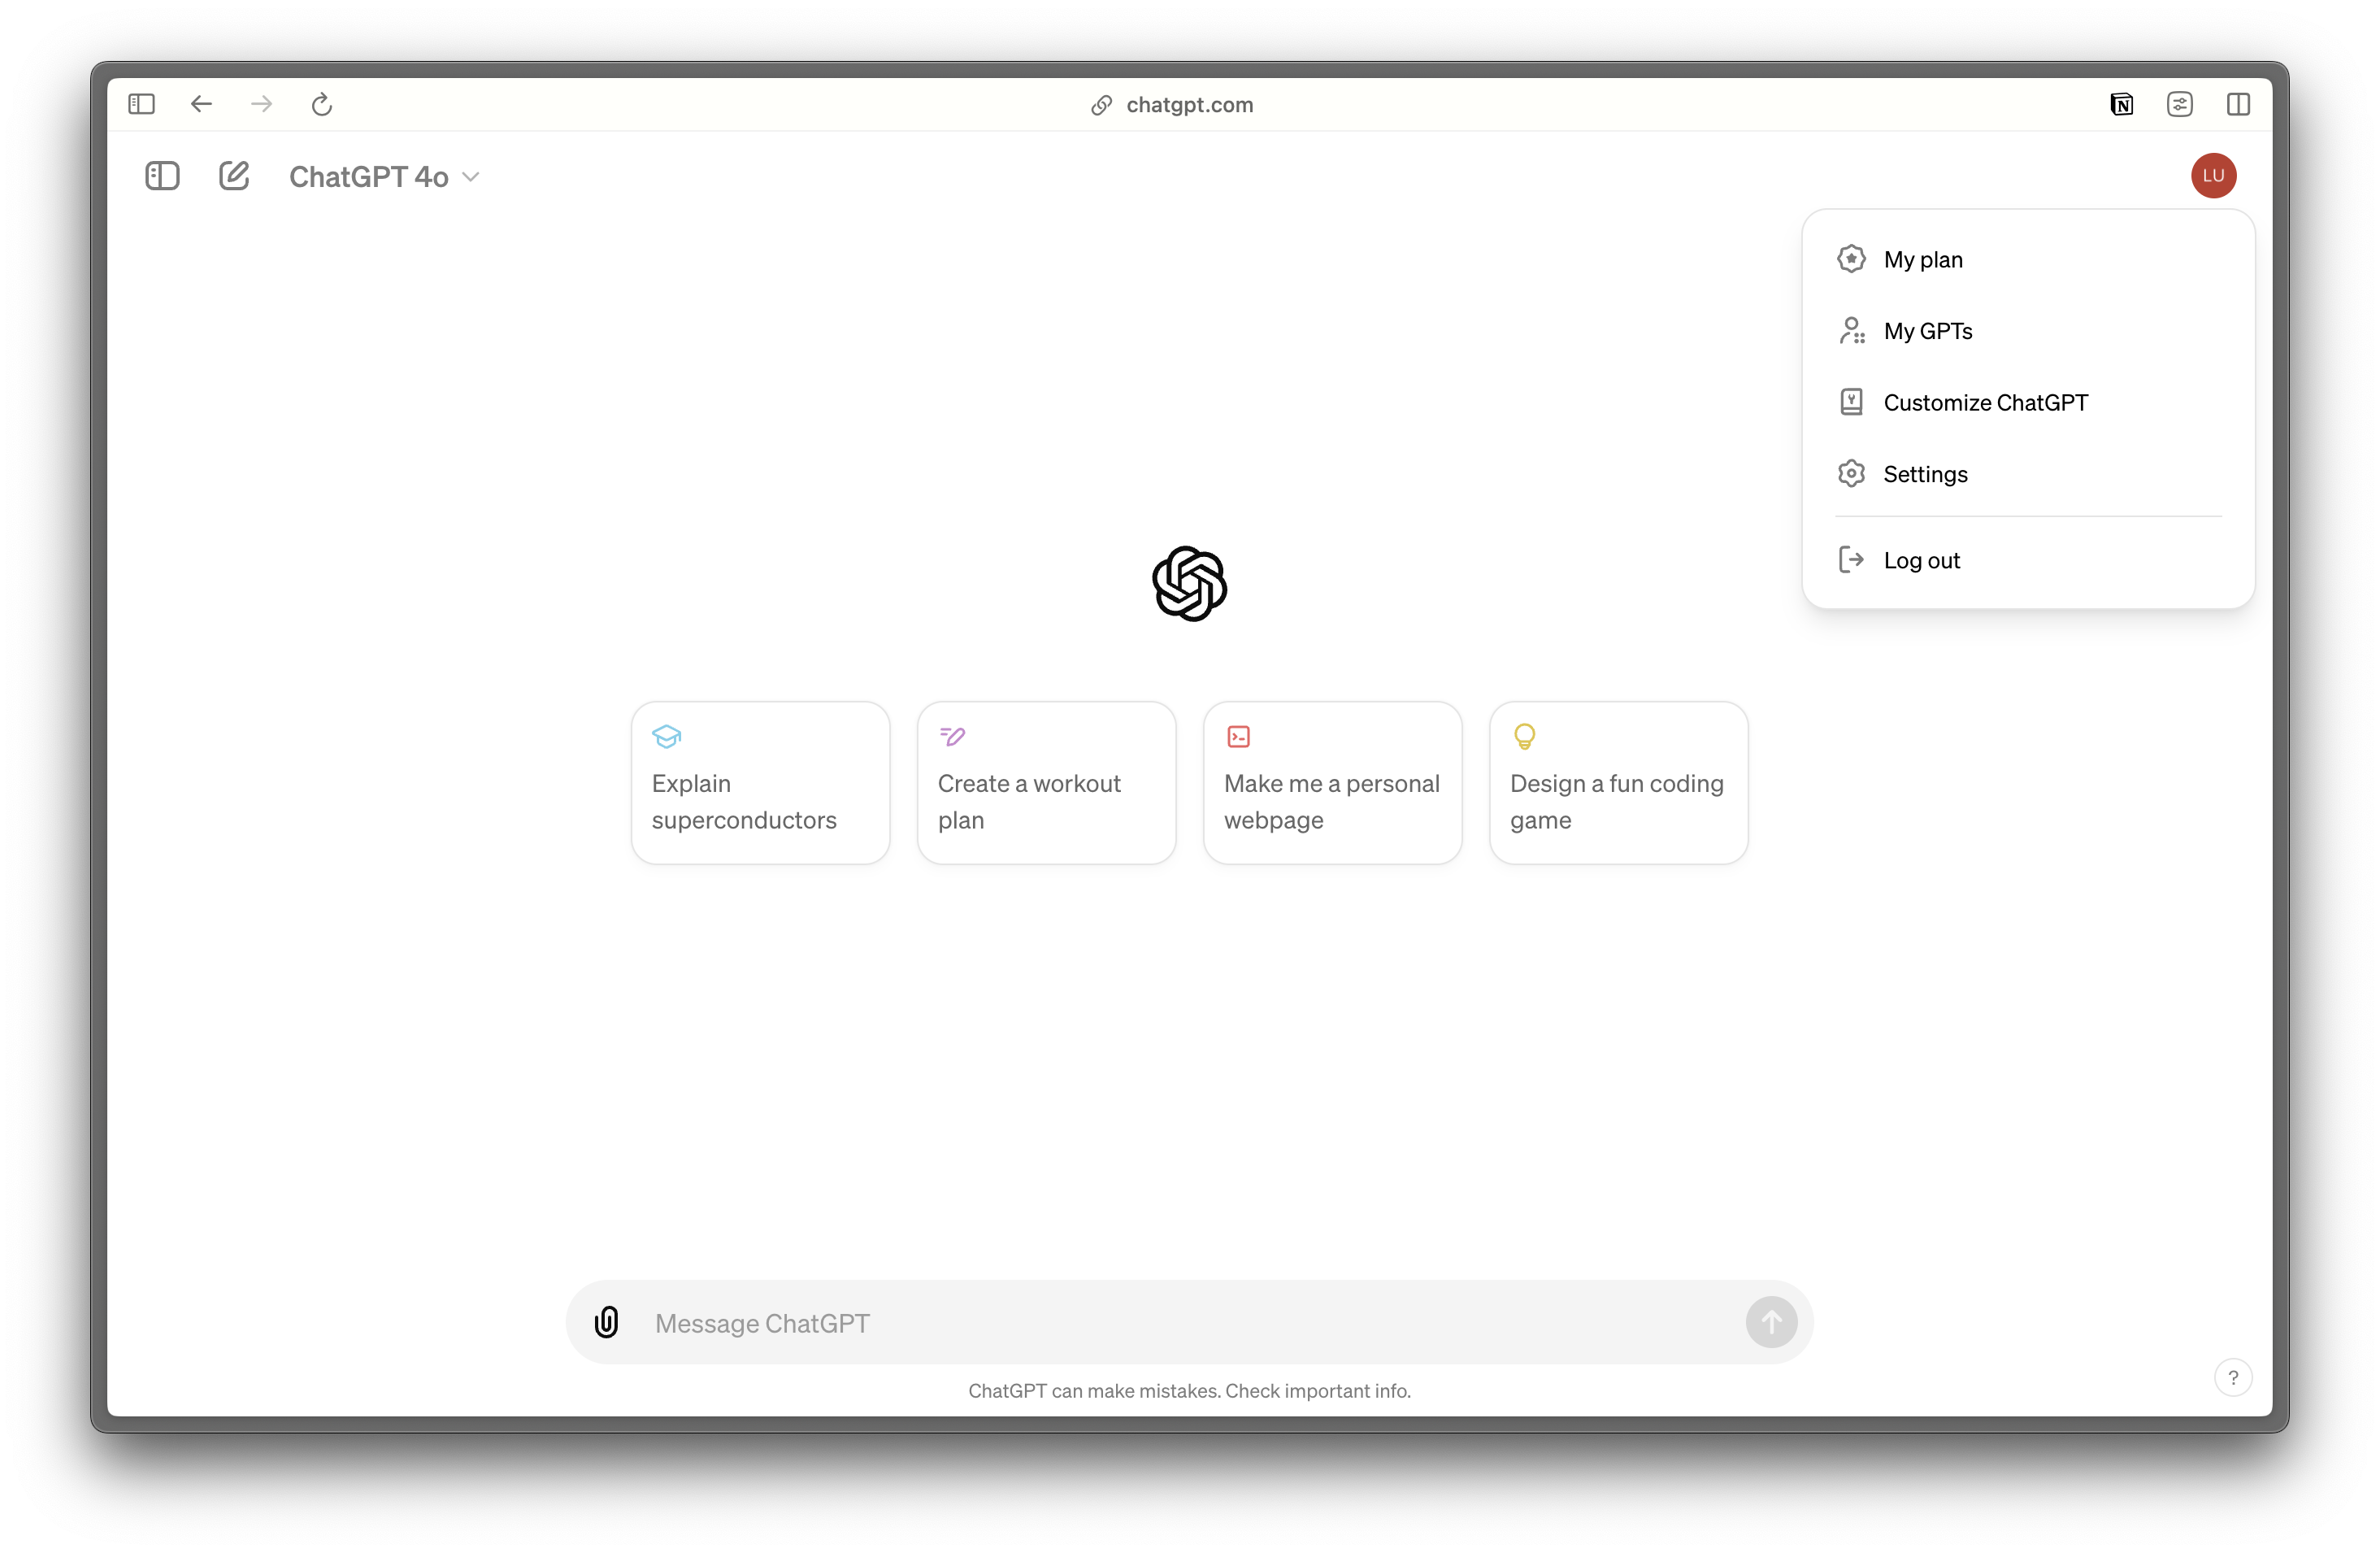 chatgpt.com
ChatGPT 4o
LU
My plan
My GPTs
Customize ChatGPT
Settings
Log out
Explain
superconductors
Create a workout
plan
Make me a personal
webpage
Design a fun coding
game
Message ChatGPT
ChatGPT can make mistakes. Check important info.
?